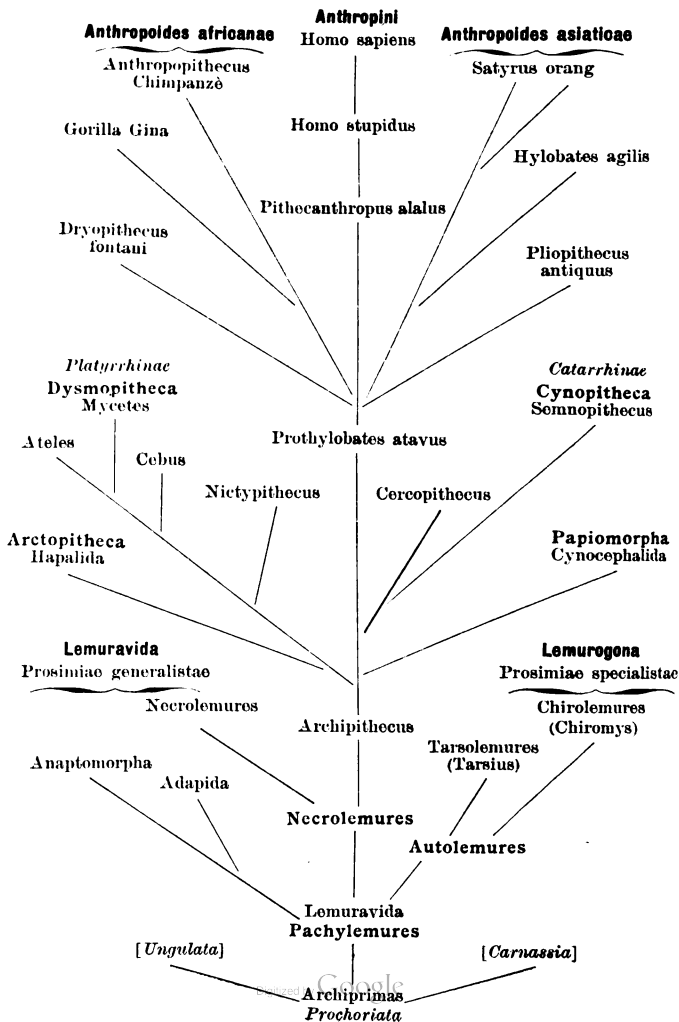 Anthropini
Anthropoides africanae
Homo sapiens
Anthropoides asiaticae
Anthropopithecus
Chimpanzè
Satyrus orang
Gorilla Gina
Homo stupidus
Hylobates agilis
Pithecanthropus alalus
Dryopithecus
fontani
Pliopithecus
antiquus
Platyrrhinae
Dysmopitheca
Mycetes
Catarrhinae
Cynopitheca
Semnopithecus
Ateles
Cebus
Prothylobates atavus
Nictypithecus
Cercopithecus
Arctopitheca
Hapalida
Papiomorpha
Cynocephalida
Lemuravida
Prosimiae generalistae
Lemurogona
Prosimiae specialistae
Necrolemures
Archipithecus
Chirolemures
(Chiromys)
Tarsolemures
(Tarsius)
Anaptomorpha
Adapida
Necrolemures
Autolemures
Lemuravida
Pachylemures
[Ungulata]
[Carnassia]
Digitized by Google
Archiprimas
Prochoriata